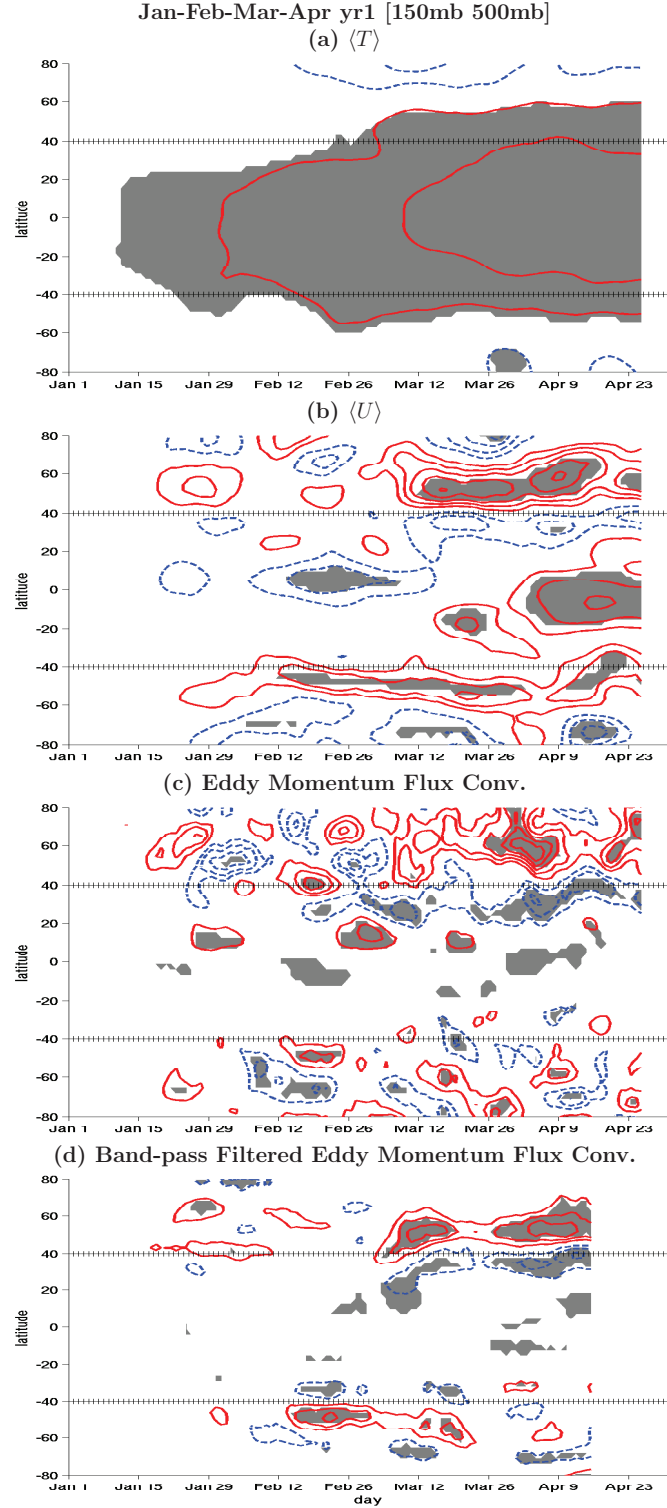 Jan-Feb-Mar-Apr yr1 [150mb 500mb]
(a) ⟨T⟩
80
60
40
20
0
-20
-40
-60
-80
latituce
Jan 1 Jan 15 Jan 29 Feb 12 Feb 26 Mar 12 Mar 26 Apr 9 Apr 23
(b) ⟨U⟩
80
60
40
20
0
-20
-40
-60
-80
latituce
Jan 1 Jan 15 Jan 29 Feb 12 Feb 26 Mar 12 Mar 26 Apr 9 Apr 23
(c) Eddy Momentum Flux Conv.
80
60
40
20
0
-20
-40
-60
-80
latitude
Jan 1 Jan 15 Jan 29 Feb 12 Feb 26 Mar 12 Mar 26 Apr 9 Apr 23
(d) Band-pass Filtered Eddy Momentum Flux Conv.
80
60
40
20
0
-20
-40
-60
-80
latitude
Jan 1 Jan 15 Jan 29 Feb 12 Feb 26 Mar 12 Mar 26 Apr 9 Apr 23
day